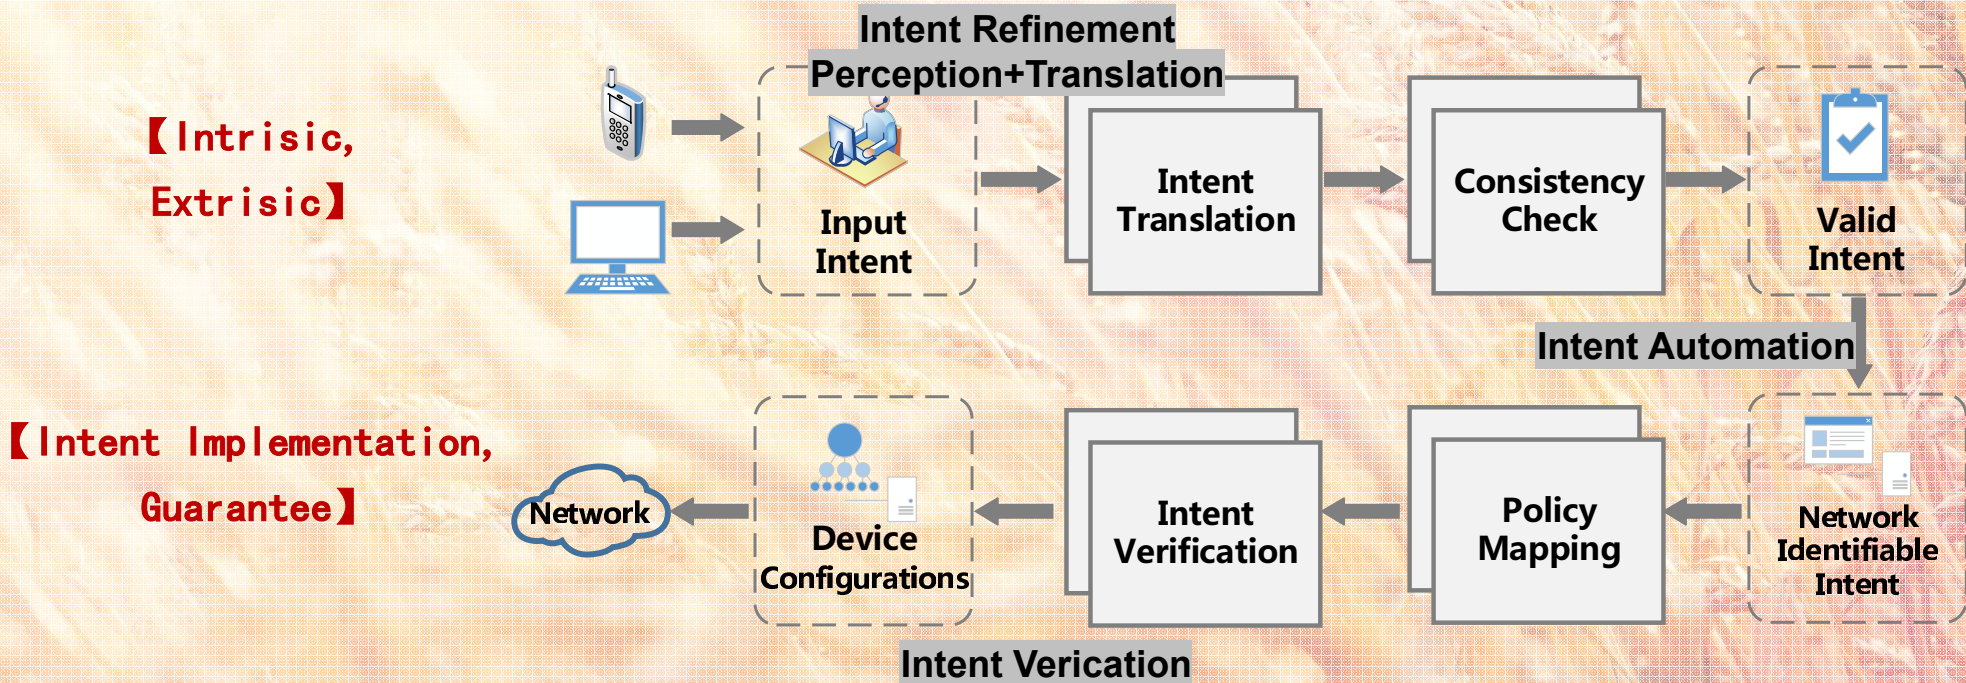 Intent Refinement
Perception+Translation
【Intrisic,
Extrisic】
Input
Intent
Intent
Translation
Consistency
Check
Valid
Intent
Intent Automation
【Intent Implementation,
Guarantee】
Network
Device
Configurations
Intent
Verification
Policy
Mapping
Network
Identifiable
Intent
Intent Verication